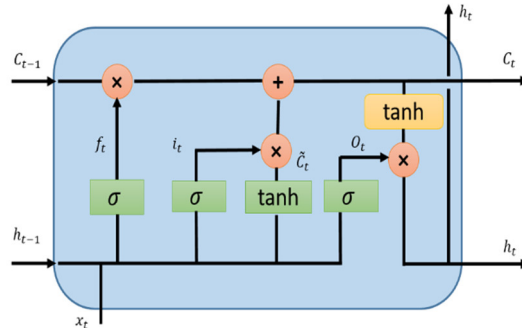 h_t
C_{t-1}
×
+
C_t
tanh
f_t
i_t
×
C̃_t
O_t
×
σ
σ
tanh
σ
h_{t-1}
h_t
x_t